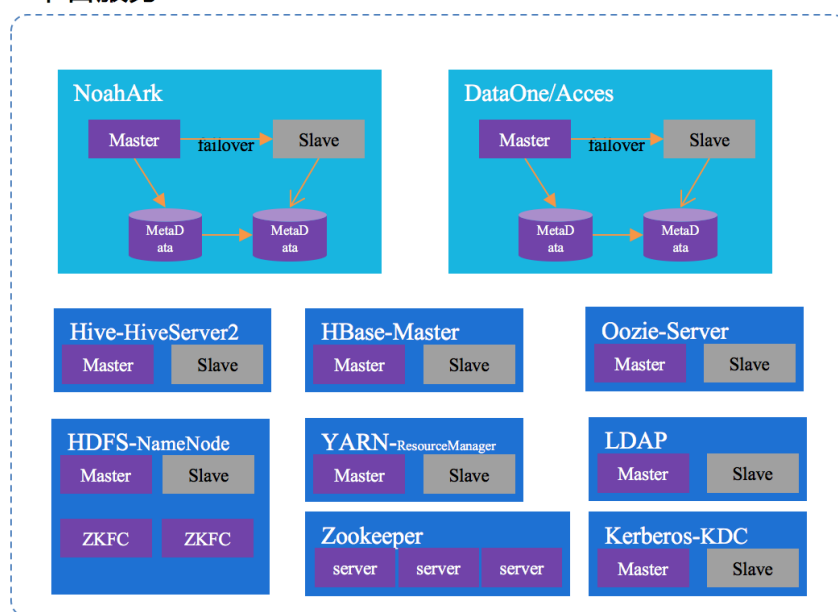 NoahArk
Master
failover
Slave
MetaD
ata
MetaD
ata
DataOne/Acces
Master
failover
Slave
MetaD
ata
MetaD
ata
Hive-HiveServer2
Master
Slave
HBase-Master
Master
Slave
Oozie-Server
Master
Slave
HDFS-NameNode
Master
Slave
ZKFC
ZKFC
YARN-ResourceManager
Master
Slave
LDAP
Master
Slave
Zookeeper
server
server
server
Kerberos-KDC
Master
Slave